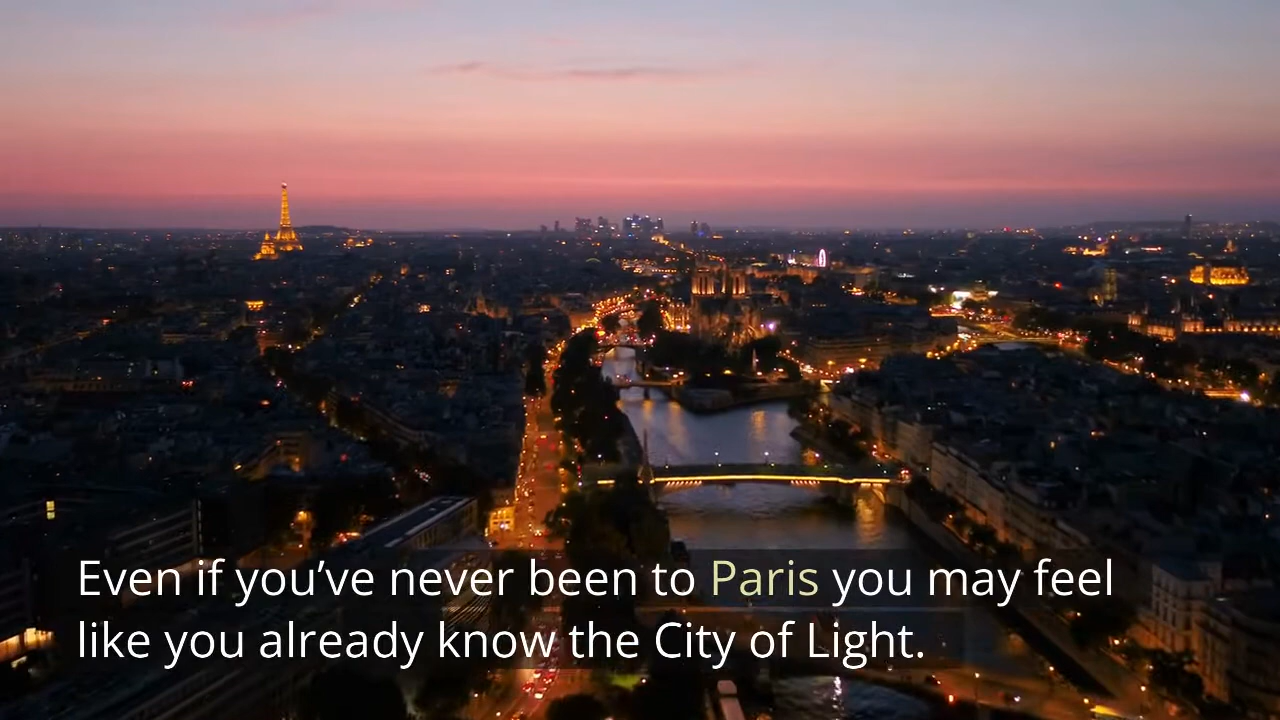 Even if you’ve never been to Paris you may feel
like you already know the City of Light.